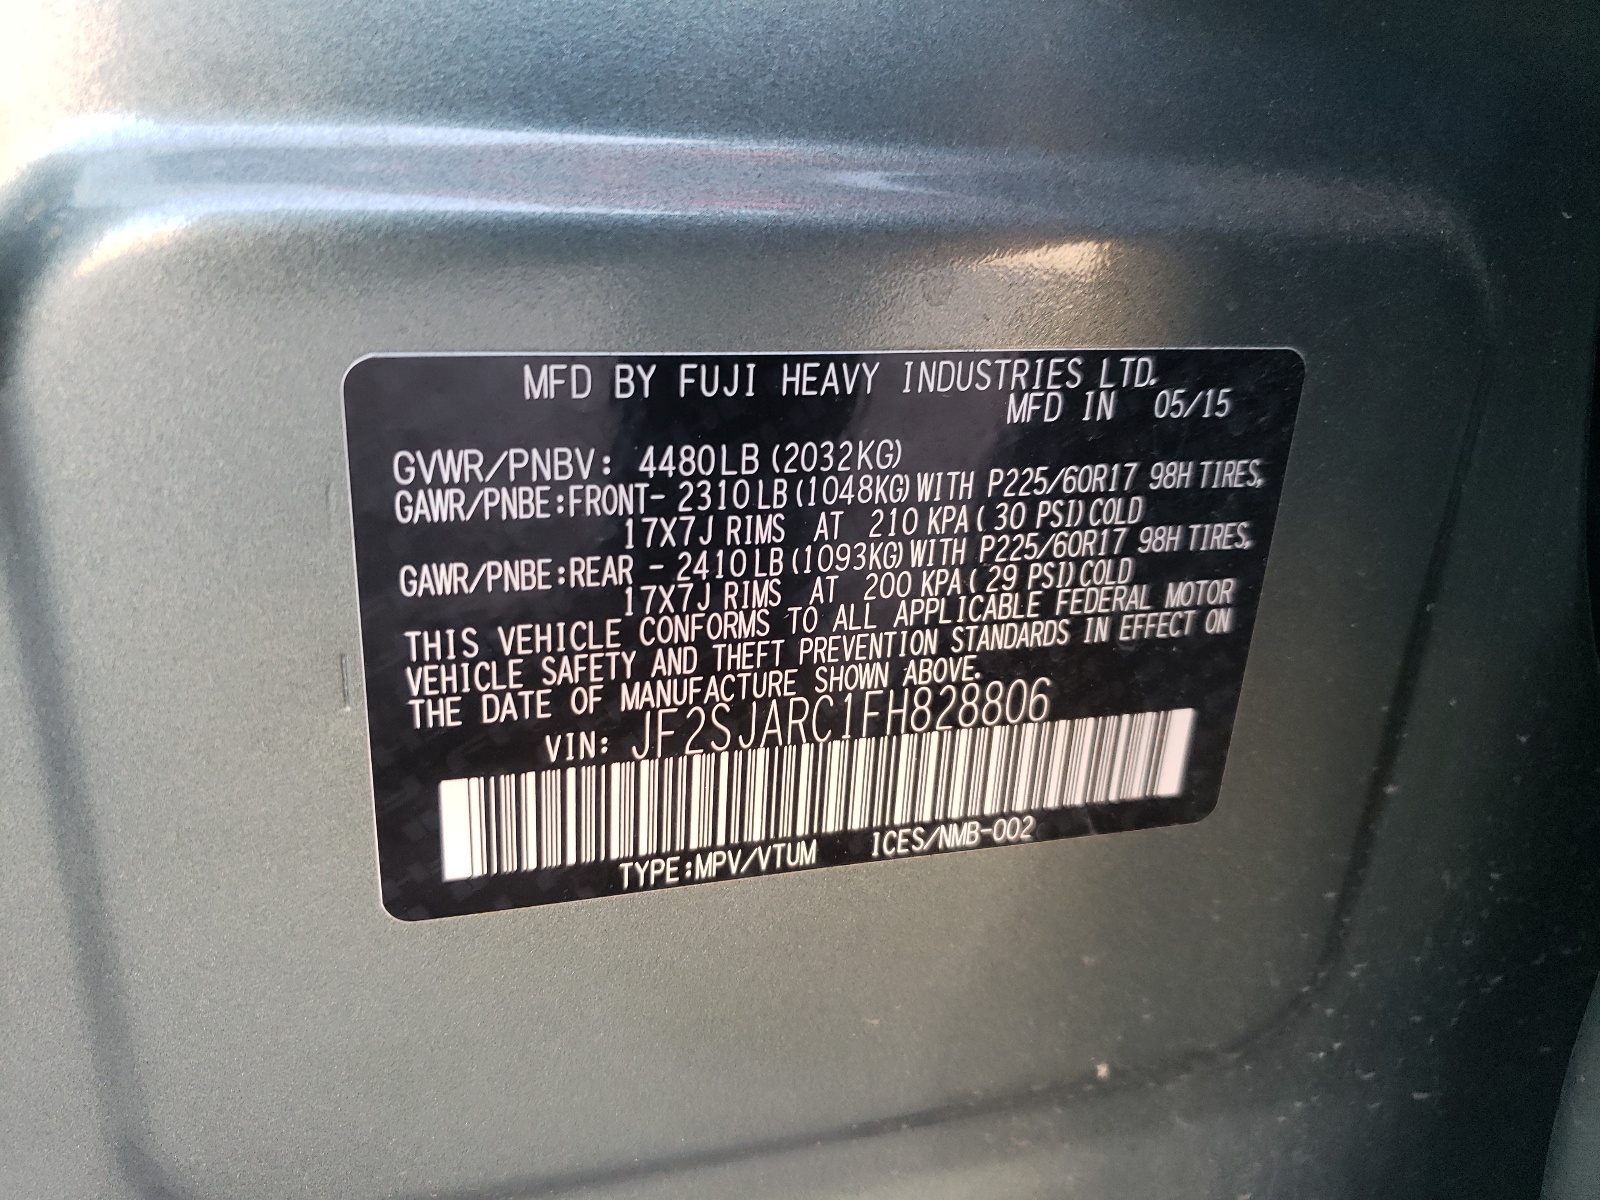 MFD BY FUJI HEAVY INDUSTRIES LTD.
MFD IN 05/15
GVWR/PNBV: 4480LB (2032KG)
GAWR/PNBE:FRONT- 2310LB (1048KG) WITH P225/60R17 98H TIRES,
17X7J RIMS AT 210 KPA ( 30 PSI) COLD
GAWR/PNBE:REAR - 2410LB (1093KG) WITH P225/60R17 98H TIRES,
17X7J RIMS AT 200 KPA ( 29 PSI) COLD
THIS VEHICLE CONFORMS TO ALL APPLICABLE FEDERAL MOTOR
VEHICLE SAFETY AND THEFT PREVENTION STANDARDS IN EFFECT ON
THE DATE OF MANUFACTURE SHOWN ABOVE.
VIN: JF2SJARC1FH828806
TYPE:MPV/VTUM ICES/NMB-002